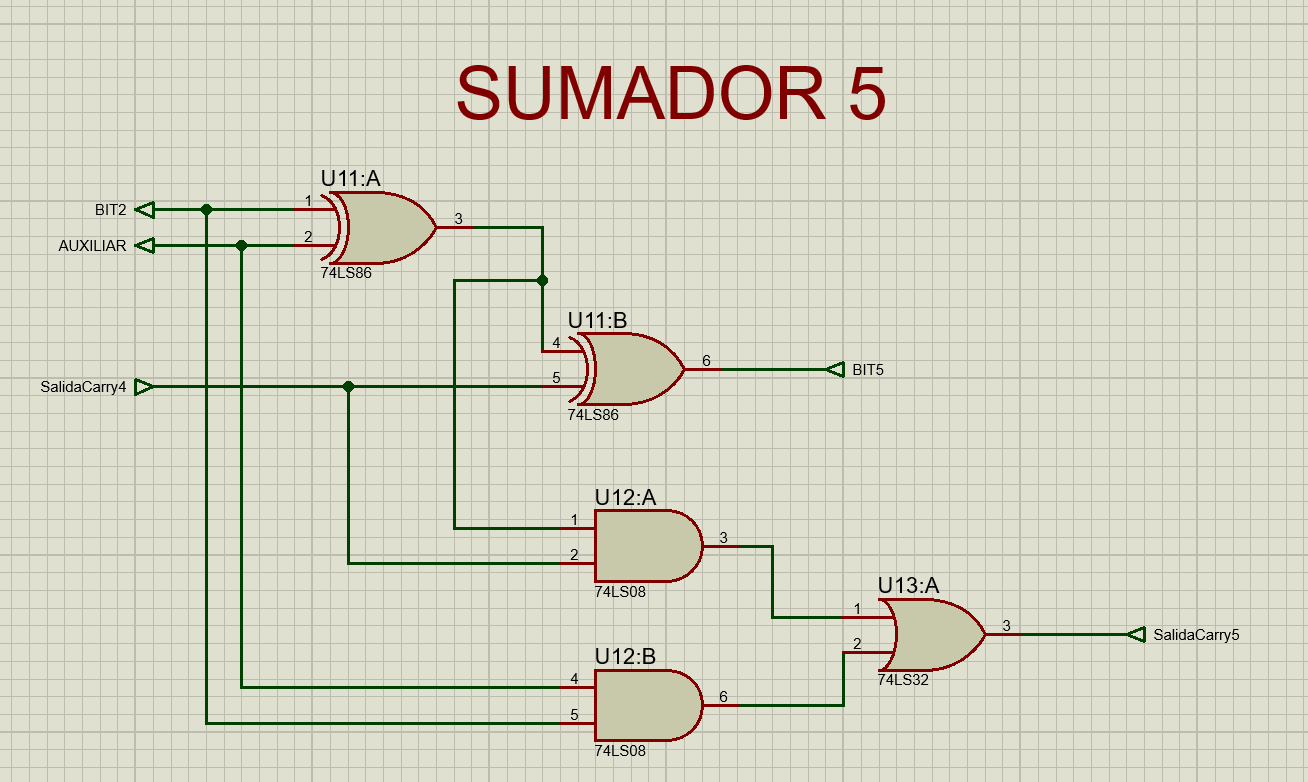 SUMADOR 5
U11:A
BIT2
1
3
AUXILIAR
2
74LS86
U11:B
4
6
BIT5
SalidaCarry4
5
74LS86
U12:A
1
3
2
74LS08
U13:A
1
3
SalidaCarry5
2
74LS32
U12:B
4
6
5
74LS08